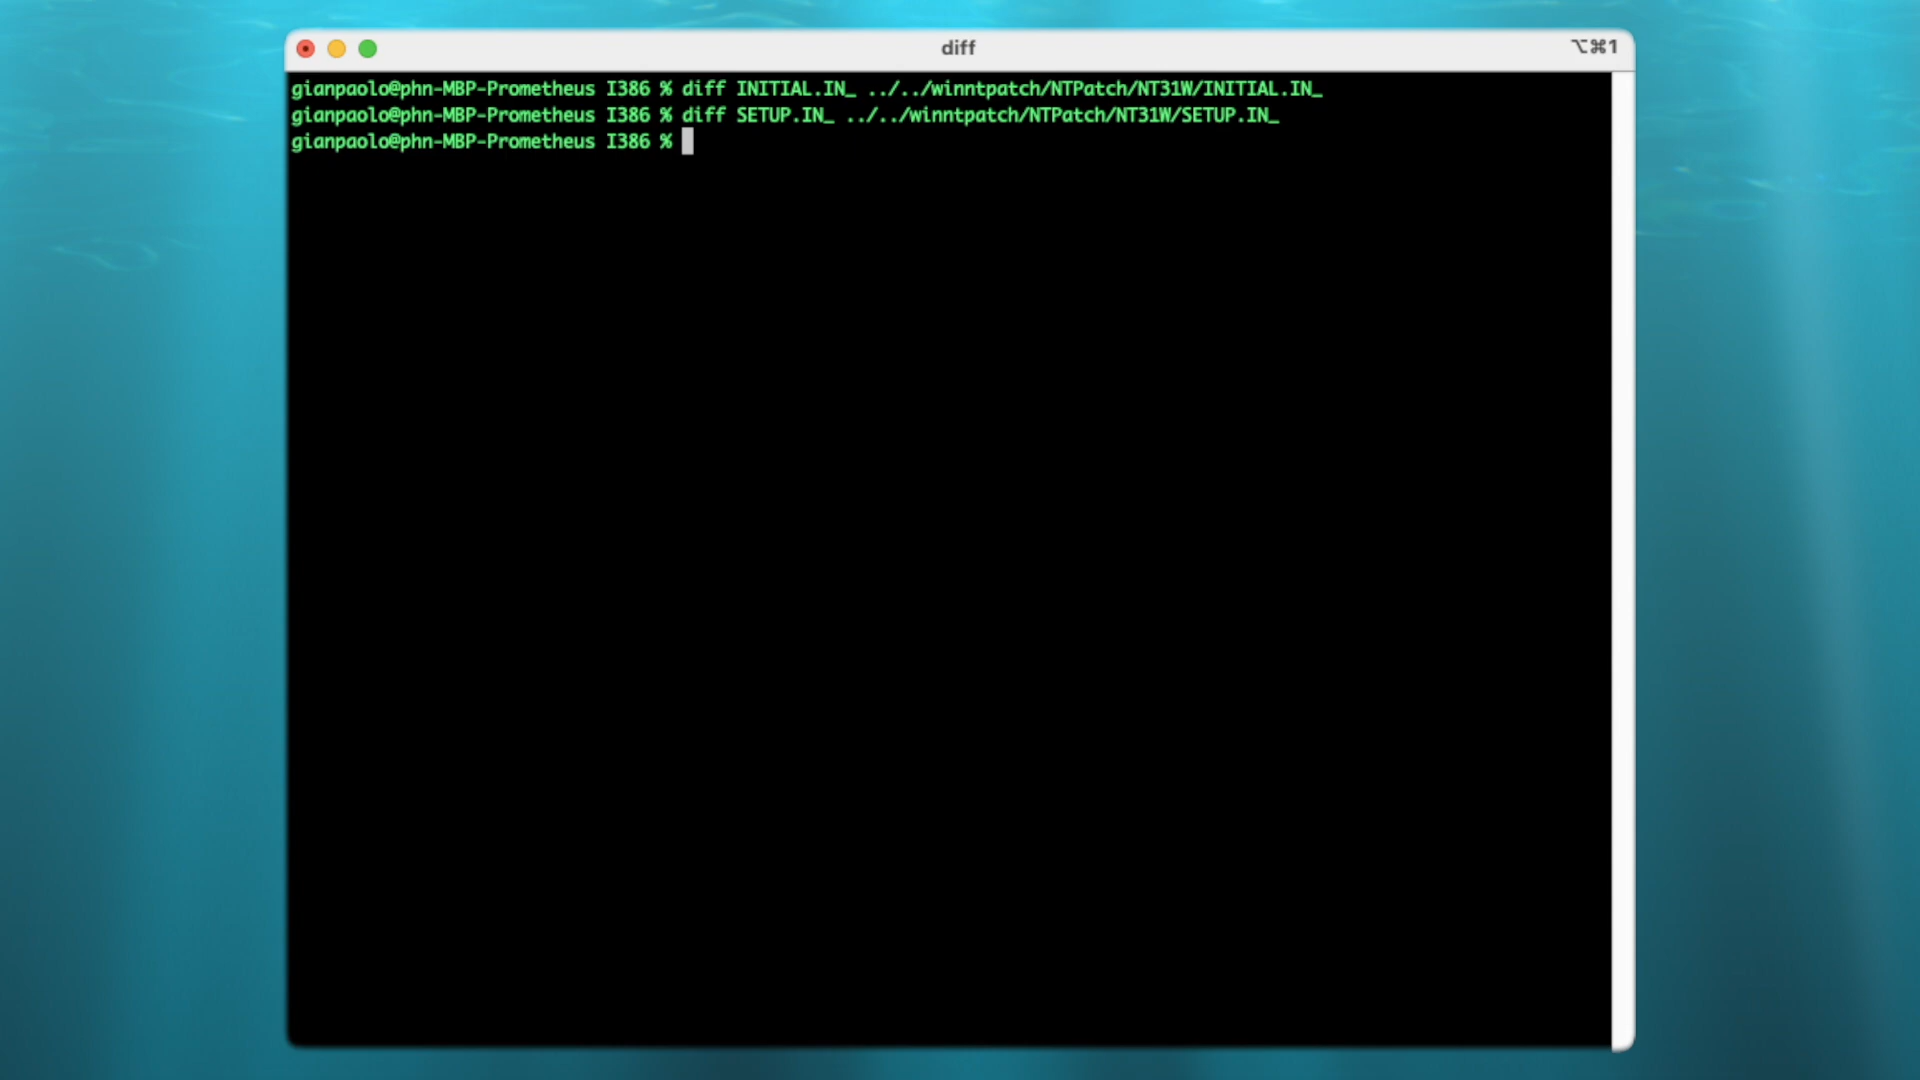 diff
⌥⌘1
gianpaolo@phn-MBP-Prometheus I386 % diff INITIAL.IN_ ../../winntpatch/NTPatch/NT31W/INITIAL.IN_
gianpaolo@phn-MBP-Prometheus I386 % diff SETUP.IN_ ../../winntpatch/NTPatch/NT31W/SETUP.IN_
gianpaolo@phn-MBP-Prometheus I386 %